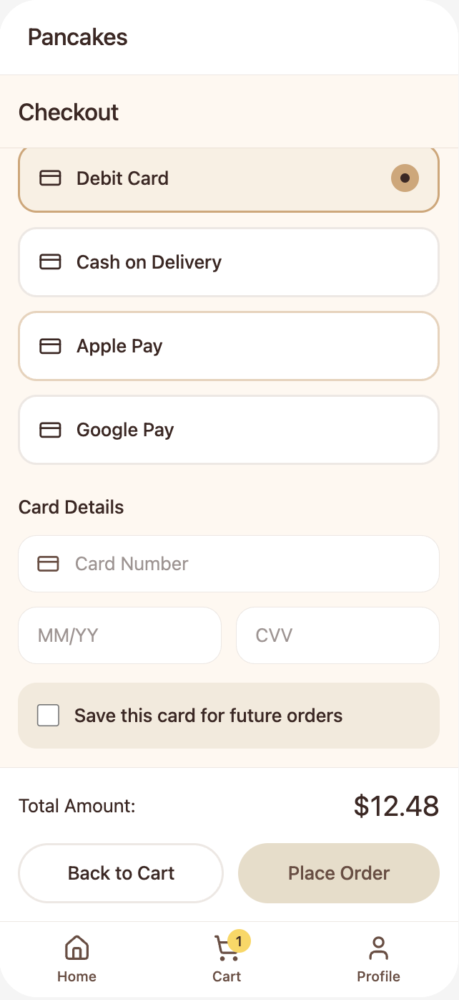 Pancakes
Checkout
Debit Card
Cash on Delivery
Apple Pay
Google Pay
Card Details
Card Number
MM/YY
CVV
Save this card for future orders
Total Amount:
$12.48
Back to Cart
Place Order
1
Home
Cart
Profile